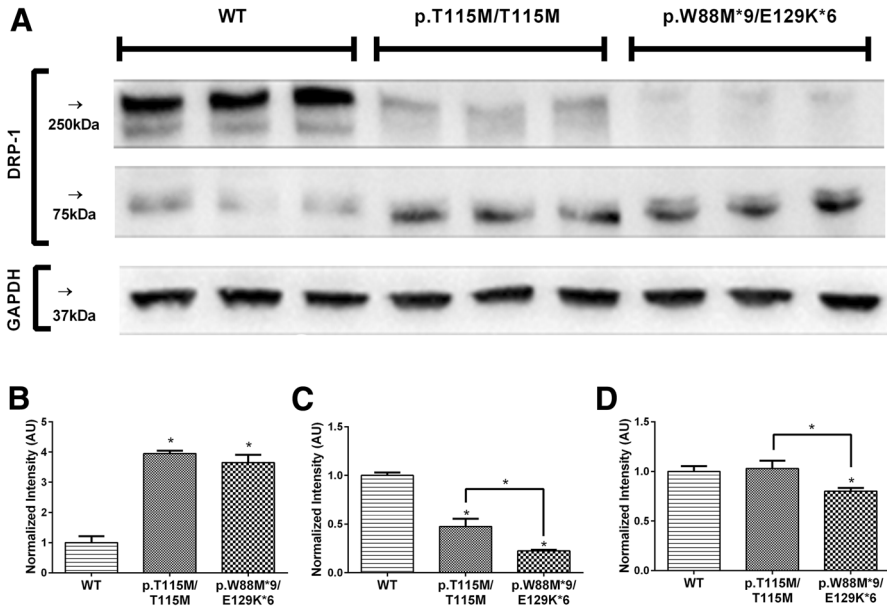 A
WT
p.T115M/T115M
p.W88M*9/E129K*6
DRP-1
→
250kDa
→
75kDa
GAPDH
→
37kDa
B
Normalized Intensity (AU)
5
4
3
2
1
0
*
*
WT
p.T115M/
T115M
p.W88M*9/
E129K*6
C
Normalized Intensity (AU)
1.5
1.0
0.5
0.0
*
*
*
WT
p.T115M/
T115M
p.W88M*9/
E129K*6
D
Normalized Intensity (AU)
1.5
1.0
0.5
0.0
*
*
WT
p.T115M/
T115M
p.W88M*9/
E129K*6